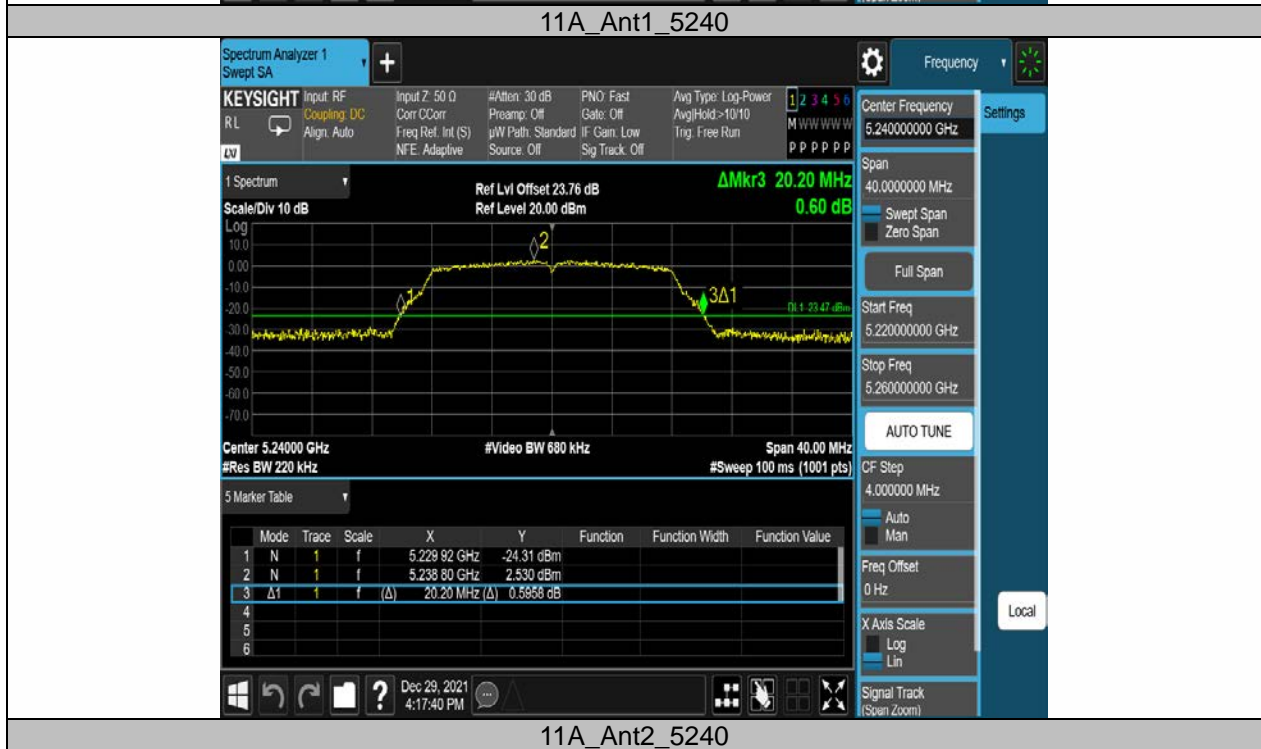 (Span Zoom)
11A_Ant1_5240
Spectrum Analyzer 1
Swept SA
+
Frequency
KEYSIGHT
RL
LXI
Input: RF
Coupling: DC
Align: Auto
Input Z: 50 Ω
Corr CCorr
Freq Ref: Int (S)
NFE: Adaptive
#Atten: 30 dB
Preamp: Off
µW Path: Standard
Source: Off
PNO: Fast
Gate: Off
IF Gain: Low
Sig Track: Off
Avg Type: Log-Power
Avg|Hold:>10/10
Trig: Free Run
1 2 3 4 5 6
M W W W W W
P P P P P P
Center Frequency
5.240000000 GHz
Settings
Span
40.0000000 MHz
Swept Span
Zero Span
Full Span
Start Freq
5.220000000 GHz
Stop Freq
5.260000000 GHz
AUTO TUNE
CF Step
4.000000 MHz
Auto
Man
Freq Offset
0 Hz
X Axis Scale
Log
Lin
Local
Signal Track
(Span Zoom)
1 Spectrum
Scale/Div 10 dB
Ref Lvl Offset 23.76 dB
Ref Level 20.00 dBm
ΔMkr3 20.20 MHz
0.60 dB
Log
10.0
0.00
-10.0
-20.0
-30.0
-40.0
-50.0
-60.0
-70.0
1
2
3Δ1
DL1 -23.47 dBm
Center 5.24000 GHz
#Video BW 680 kHz
Span 40.00 MHz
#Res BW 220 kHz
#Sweep 100 ms (1001 pts)
5 Marker Table
Mode Trace Scale X Y Function Function Width Function Value
1 N 1 f 5.229 92 GHz -24.31 dBm
2 N 1 f 5.238 80 GHz 2.530 dBm
3 Δ1 1 f (Δ) 20.20 MHz (Δ) 0.5958 dB
4
5
6
?
Dec 29, 2021
4:17:40 PM
11A_Ant2_5240